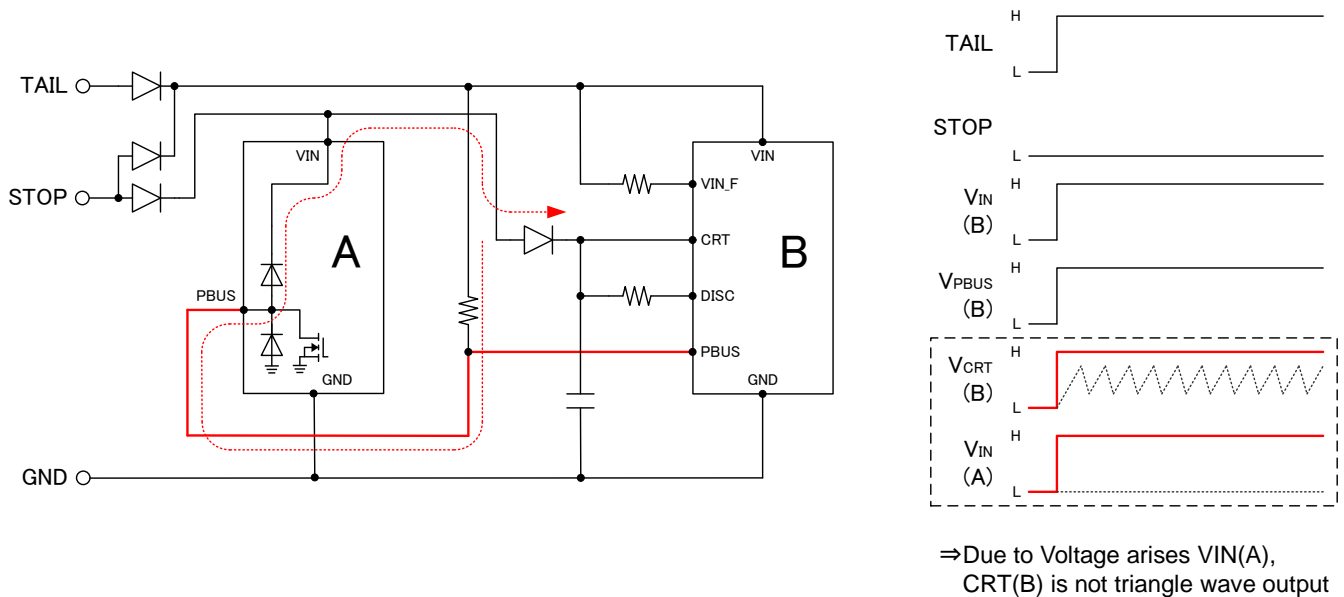 TAIL
STOP
GND
VIN
A
PBUS
GND
VIN
VIN_F
CRT
B
DISC
PBUS
GND
TAIL
H
L
STOP
L
VIN
(B)
H
L
VPBUS
(B)
H
L
VCRT
(B)
H
L
VIN
(A)
H
L
⇒Due to Voltage arises VIN(A),
CRT(B) is not triangle wave output